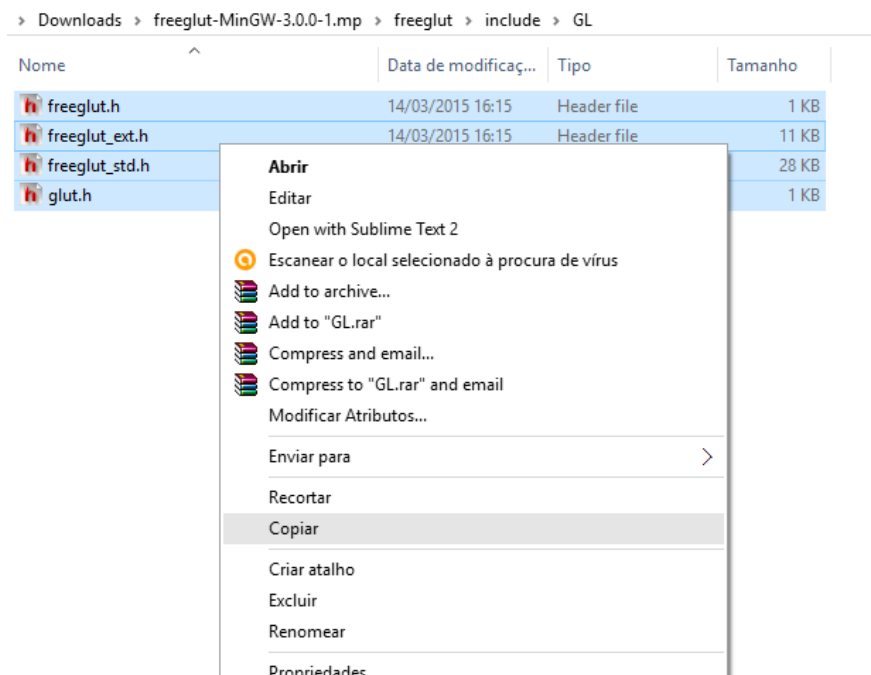 > Downloads > freeglut-MinGW-3.0.0-1.mp > freeglut > include > GL
Nome Data de modificaç... Tipo Tamanho
freeglut.h 14/03/2015 16:15 Header file 1 KB
freeglut_ext.h 14/03/2015 16:15 Header file 11 KB
freeglut_std.h 28 KB
glut.h 1 KB
Abrir
Editar
Open with Sublime Text 2
Escanear o local selecionado à procura de vírus
Add to archive...
Add to "GL.rar"
Compress and email...
Compress to "GL.rar" and email
Modificar Atributos...
Enviar para
Recortar
Copiar
Criar atalho
Excluir
Renomear
Propriedades